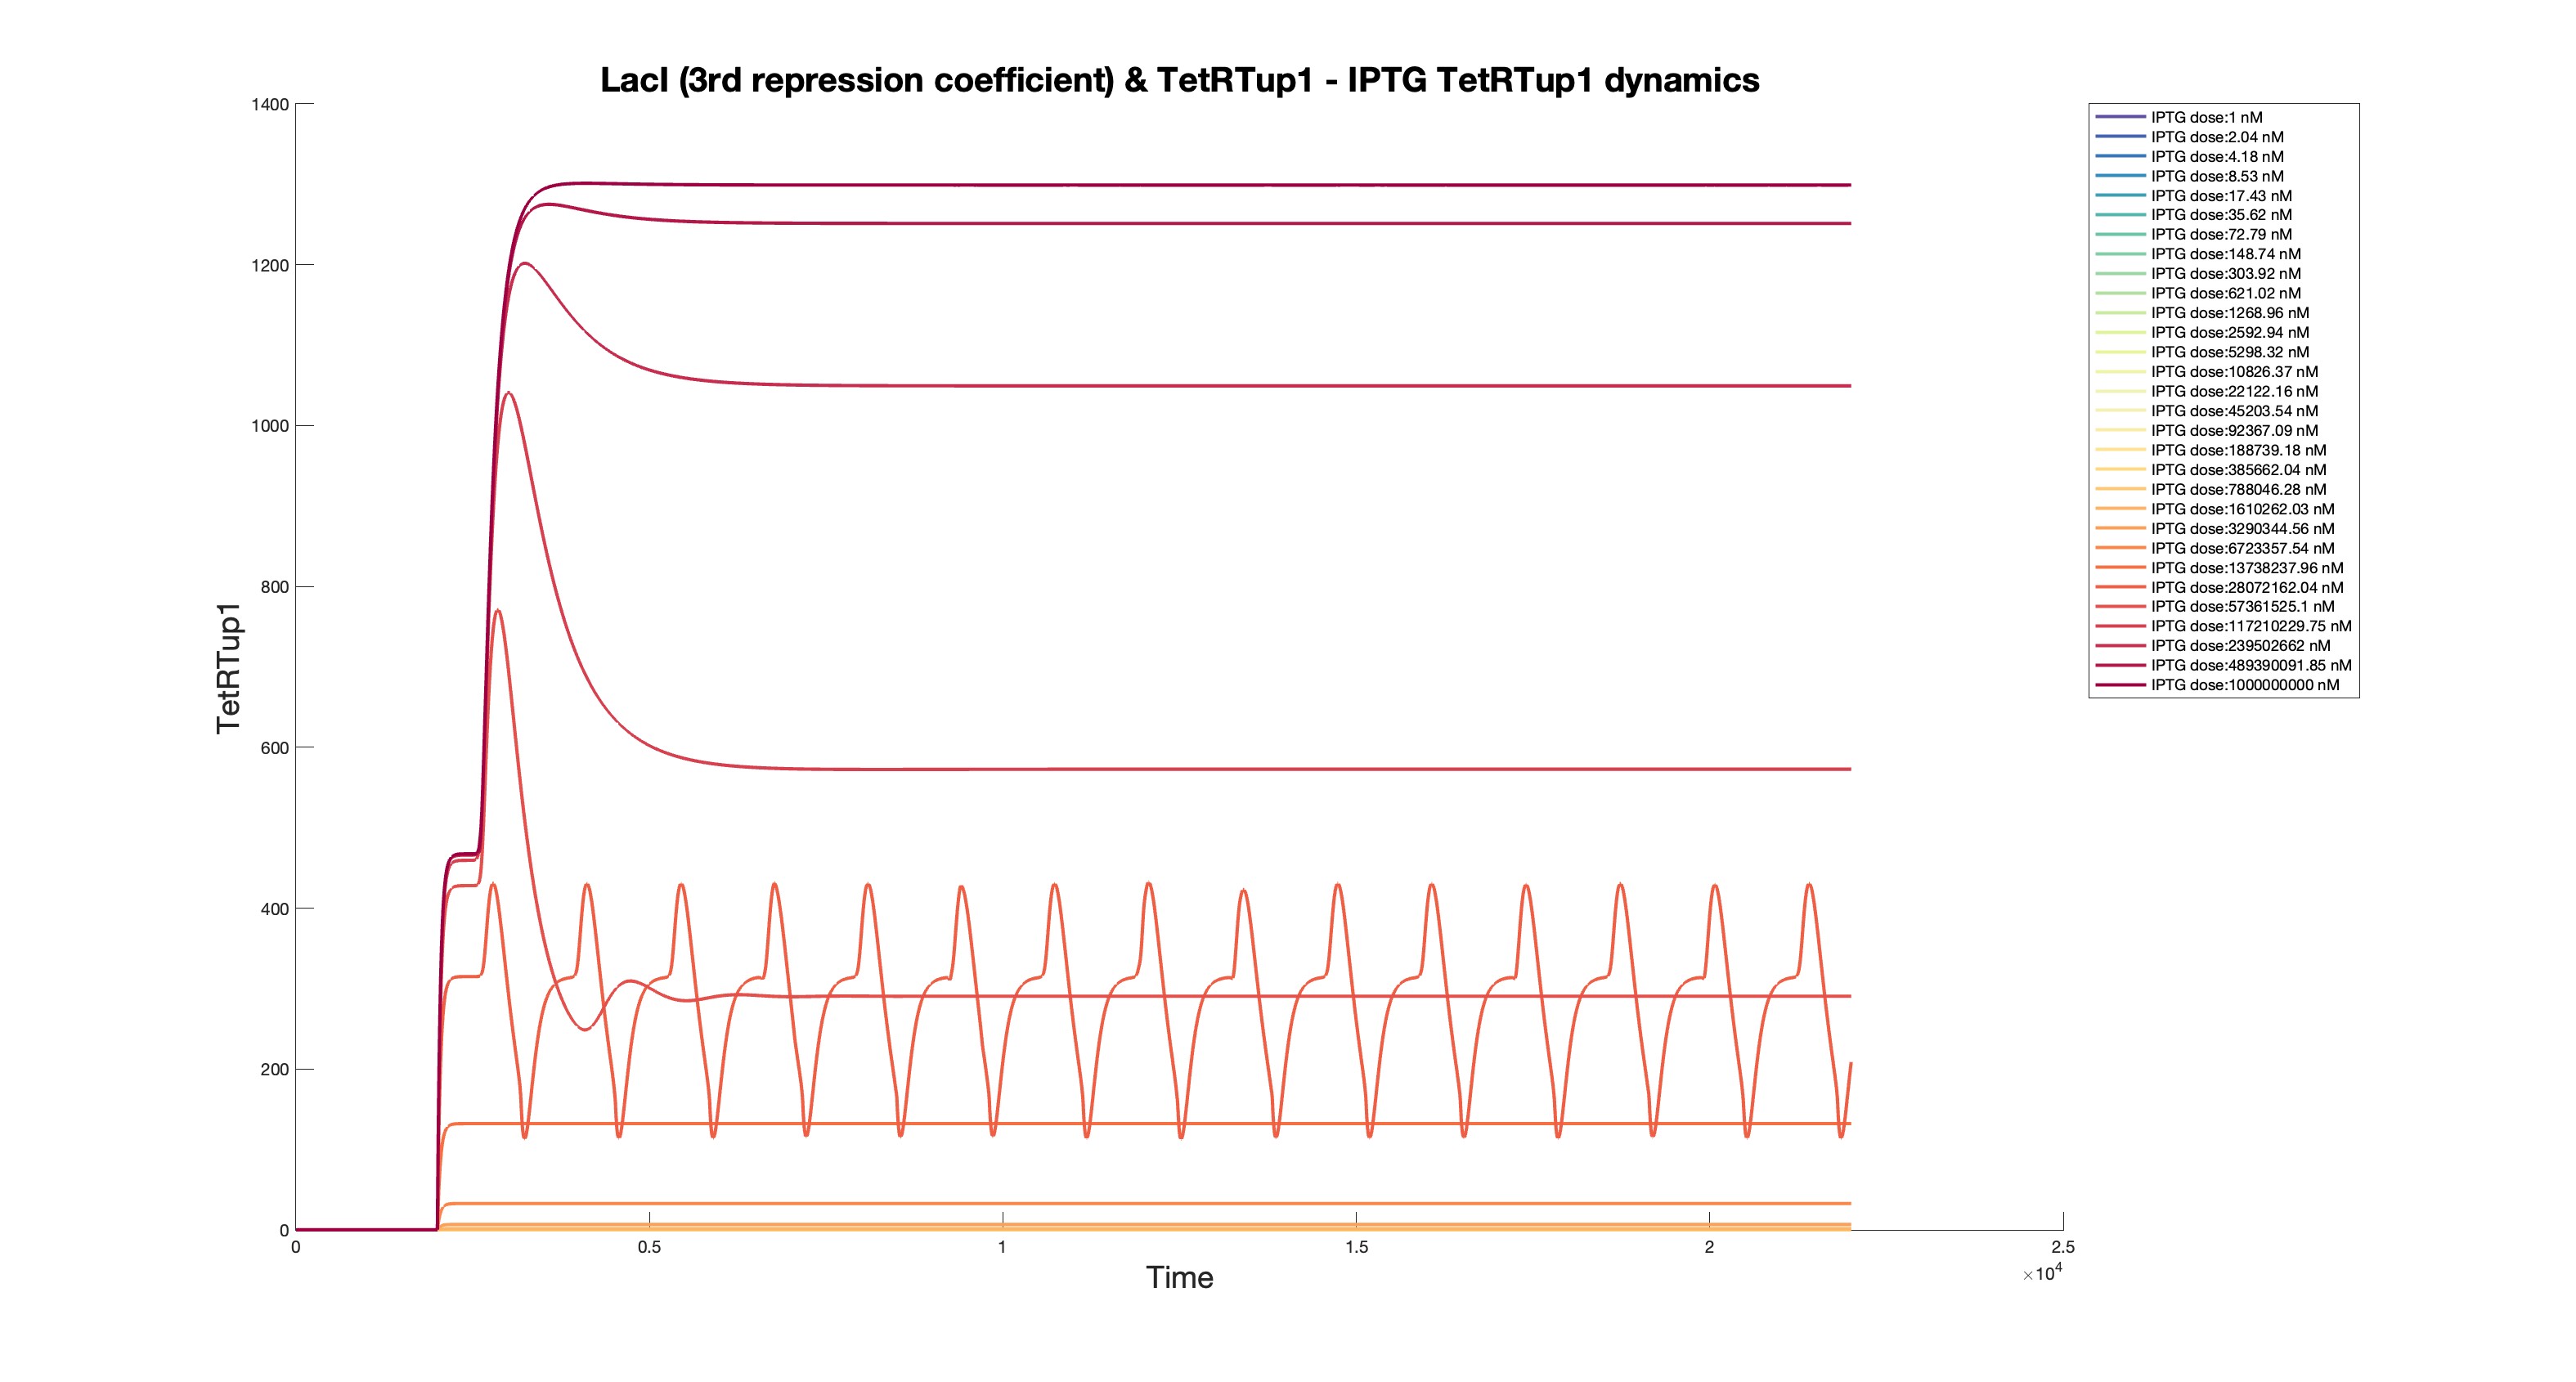 LacI (3rd repression coefficient) & TetRTup1 - IPTG TetRTup1 dynamics
1400
1200
1000
800
600
400
200
0
TetRTup1
0
0.5
1
1.5
2
2.5
×10^4
Time
IPTG dose:1 nM
IPTG dose:2.04 nM
IPTG dose:4.18 nM
IPTG dose:8.53 nM
IPTG dose:17.43 nM
IPTG dose:35.62 nM
IPTG dose:72.79 nM
IPTG dose:148.74 nM
IPTG dose:303.92 nM
IPTG dose:621.02 nM
IPTG dose:1268.96 nM
IPTG dose:2592.94 nM
IPTG dose:5298.32 nM
IPTG dose:10826.37 nM
IPTG dose:22122.16 nM
IPTG dose:45203.54 nM
IPTG dose:92367.09 nM
IPTG dose:188739.18 nM
IPTG dose:385662.04 nM
IPTG dose:788046.28 nM
IPTG dose:1610262.03 nM
IPTG dose:3290344.56 nM
IPTG dose:6723357.54 nM
IPTG dose:13738237.96 nM
IPTG dose:28072162.04 nM
IPTG dose:57361525.1 nM
IPTG dose:117210229.75 nM
IPTG dose:239502662 nM
IPTG dose:489390091.85 nM
IPTG dose:1000000000 nM